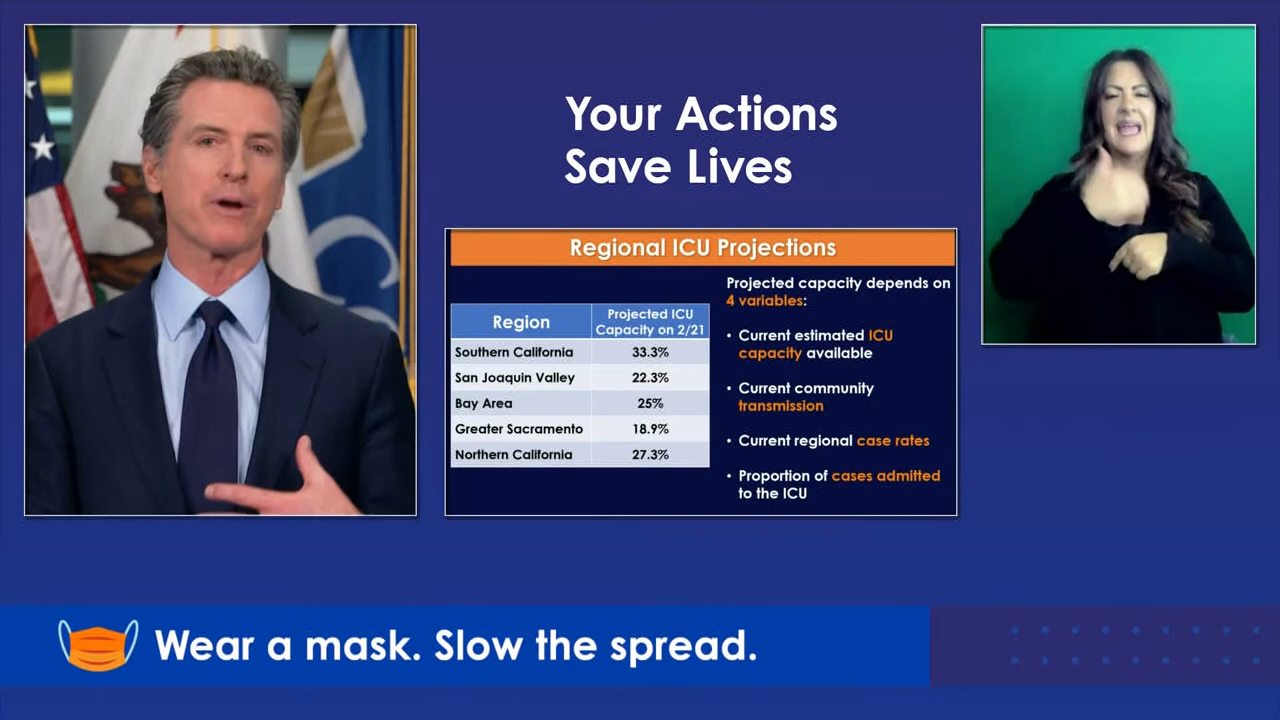 Your Actions
Save Lives
Regional ICU Projections
Region
Projected ICU
Capacity on 2/21
Southern California 33.3%
San Joaquin Valley 22.3%
Bay Area 25%
Greater Sacramento 18.9%
Northern California 27.3%
Projected capacity depends on
4 variables:
• Current estimated ICU
capacity available
• Current community
transmission
• Current regional case rates
• Proportion of cases admitted
to the ICU
Wear a mask. Slow the spread.